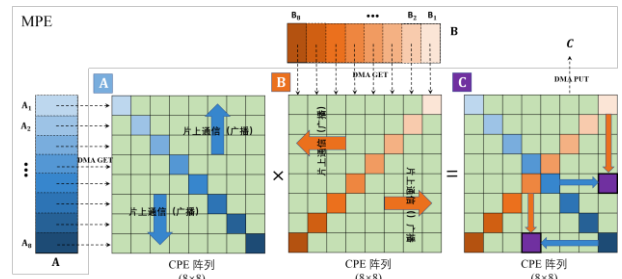 MPE
B₈ ••• B₂ B₁
B
C
DMA GET
DMA PUT
A
B
C
A₁
A₂
•••
A₈
DMA GET
A
片上通信（广播）
片上通信（广播）
×
片上通信（广播）
片上通信（广播）
=
CPE 阵列
(8×8)
CPE 阵列
(8×8)
CPE 阵列
(8×8)